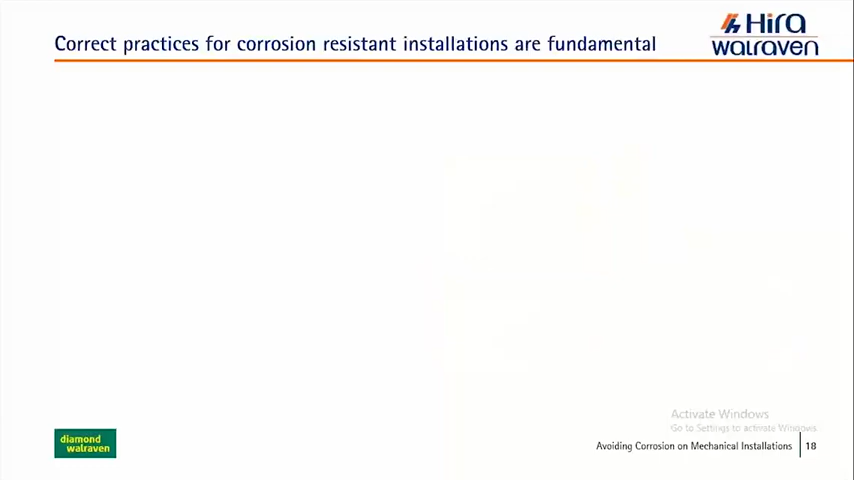 Correct practices for corrosion resistant installations are fundamental
Hira
walraven
Activate Windows
Go to Settings to activate Windows
diamond
walraven
Avoiding Corrosion on Mechanical Installations
18